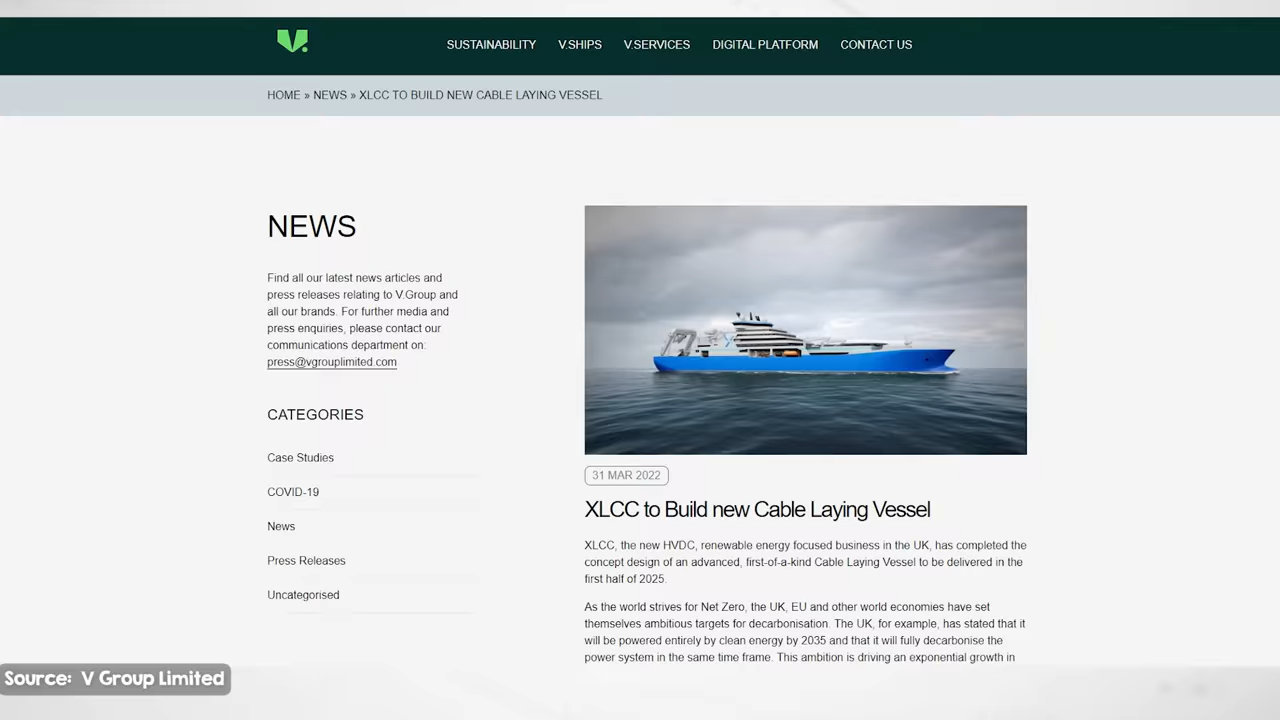 V.
SUSTAINABILITY V.SHIPS V.SERVICES DIGITAL PLATFORM CONTACT US
HOME » NEWS » XLCC TO BUILD NEW CABLE LAYING VESSEL
NEWS
Find all our latest news articles and
press releases relating to V.Group and
all our brands. For further media and
press enquiries, please contact our
communications department on:
press@vgrouplimited.com
CATEGORIES
Case Studies
COVID-19
News
Press Releases
Uncategorised
31 MAR 2022
XLCC to Build new Cable Laying Vessel
XLCC, the new HVDC, renewable energy focused business in the UK, has completed the
concept design of an advanced, first-of-a-kind Cable Laying Vessel to be delivered in the
first half of 2025.
As the world strives for Net Zero, the UK, EU and other world economies have set
themselves ambitious targets for decarbonisation. The UK, for example, has stated that it
will be powered entirely by clean energy by 2035 and that it will fully decarbonise the
power system in the same time frame. This ambition is driving an exponential growth in
Source: V Group Limited